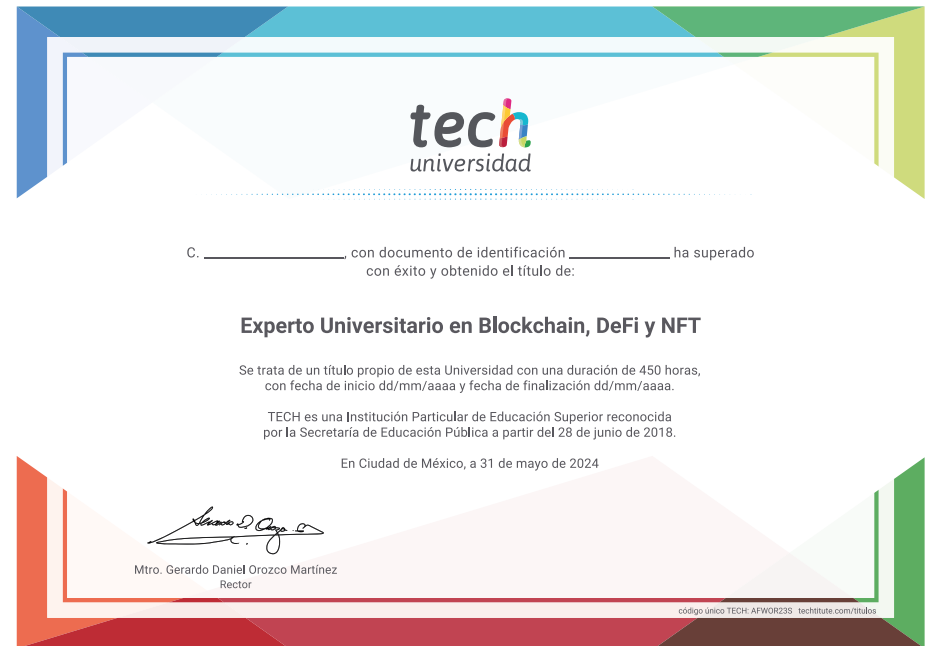 tech
universidad
C. ____________, con documento de identificación ____________ ha superado
con éxito y obtenido el título de:
Experto Universitario en Blockchain, DeFi y NFT
Se trata de un título propio de esta Universidad con una duración de 450 horas,
con fecha de inicio dd/mm/aaaa y fecha de finalización dd/mm/aaaa.
TECH es una Institución Particular de Educación Superior reconocida
por la Secretaría de Educación Pública a partir del 28 de junio de 2018.
En Ciudad de México, a 31 de mayo de 2024
Mtro. Gerardo Daniel Orozco Martínez
Rector
código único TECH: AFWOR23S techtitute.com/titulos